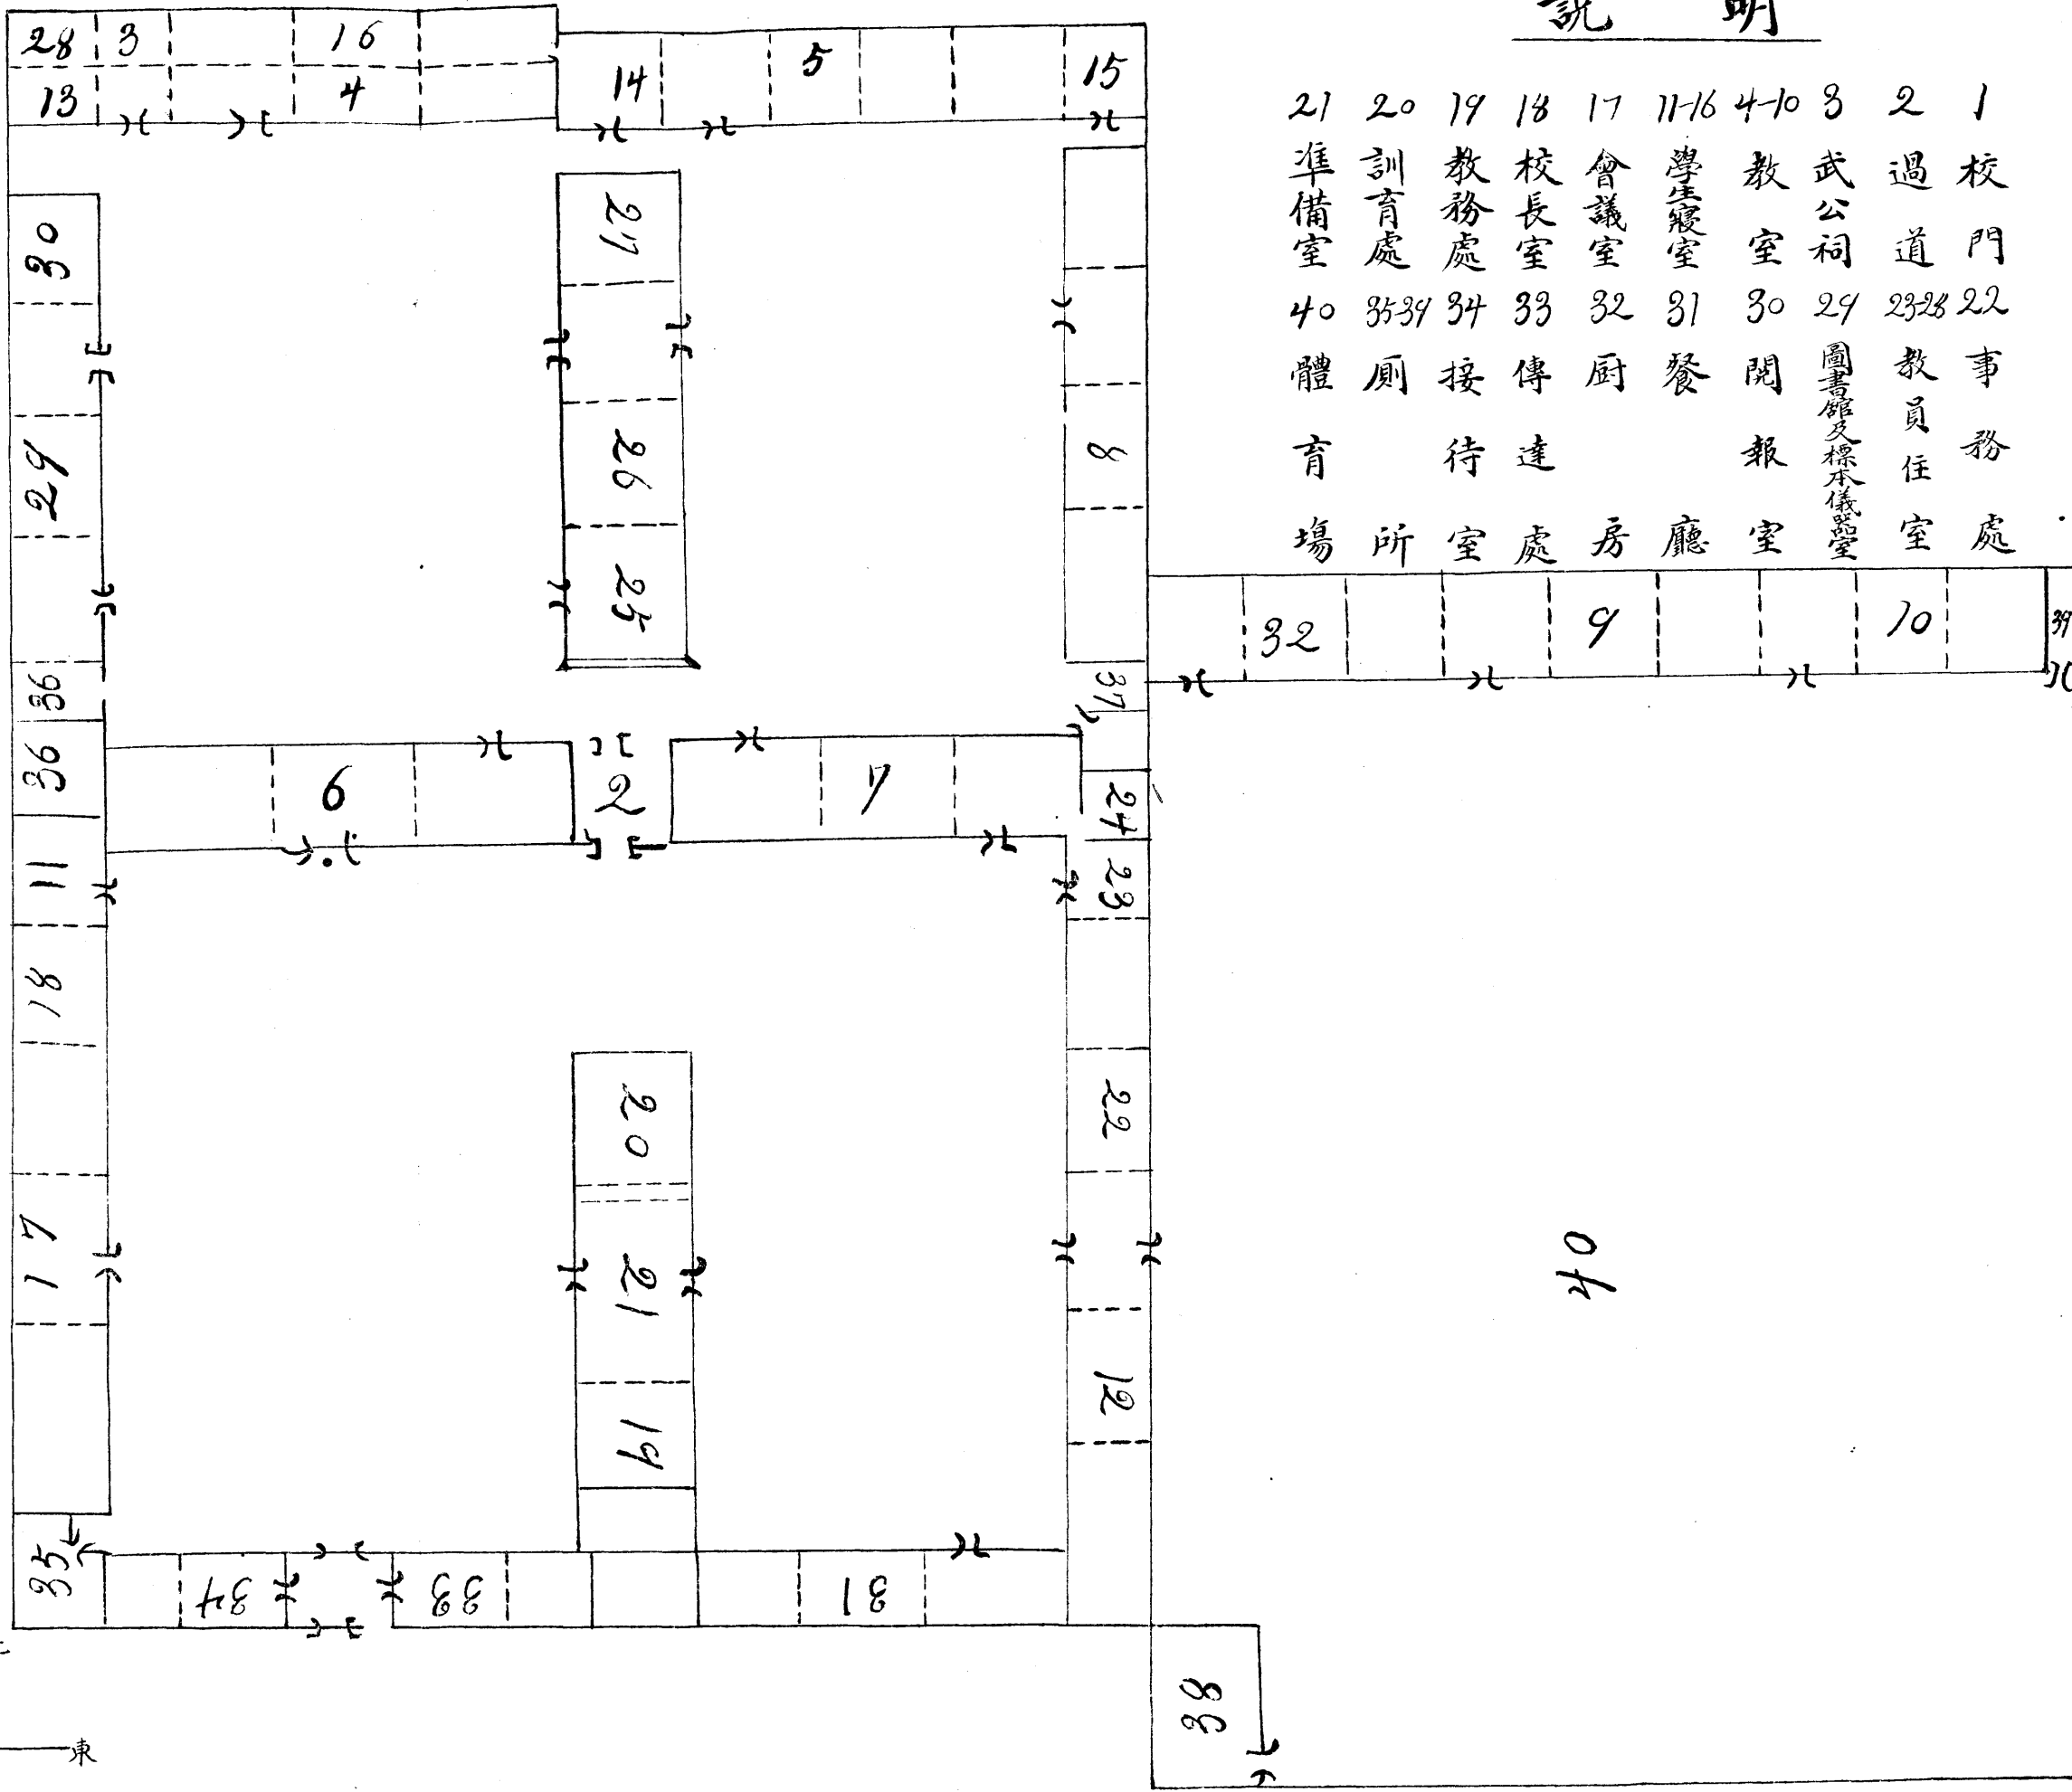 說明
1 校門
2 過道
3 武公祠
4-10 教室
11-16 學生寢室
17 會議室
18 校長室
19 教務處
20 訓育處
21 準備室
22 事務處
23-28 教員住室
29 圖書館及標本儀器室
30 閱報室
31 餐廳
32 厨房
33 傳達處
34 接待室
35-39 厠所
40 體育場
28 3 16
13 4
14 5 15
30
27
29
26
8
25
32 9 10 39
36
37
36
6 2 7
24
11
23
18
20
22
17
21
40
12
19
35
34 33 31
38
東